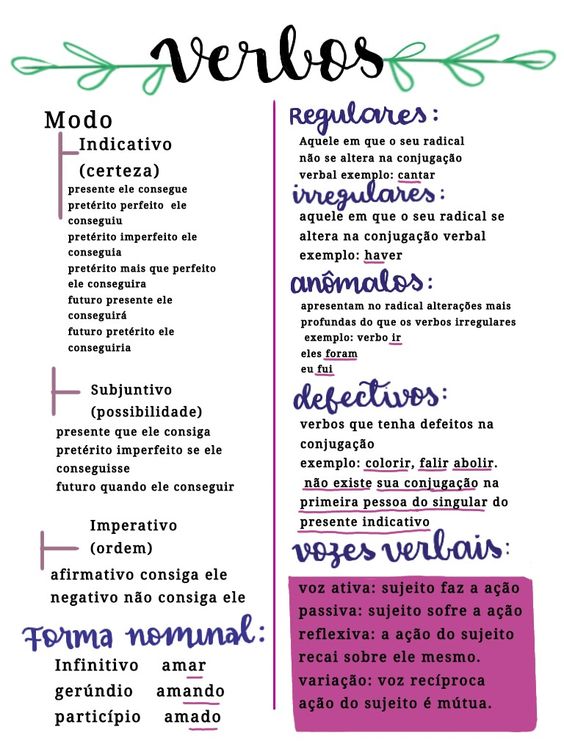 verbos
Modo
Indicativo
(certeza)
presente ele consegue
pretérito perfeito ele
conseguiu
pretérito imperfeito ele
conseguia
pretérito mais que perfeito
ele conseguira
futuro presente ele
conseguirá
futuro pretérito ele
conseguiria
Subjuntivo
(possibilidade)
presente que ele consiga
pretérito imperfeito se ele
conseguisse
futuro quando ele conseguir
Imperativo
(ordem)
afirmativo consiga ele
negativo não consiga ele
Forma nominal:
Infinitivo amar
gerúndio amando
particípio amado
Regulares:
Aquele em que o seu radical
não se altera na conjugação
verbal exemplo: cantar
irregulares:
aquele em que o seu radical se
altera na conjugação verbal
exemplo: haver
anômalos:
apresentam no radical alterações mais
profundas do que os verbos irregulares
exemplo: verbo ir
eles foram
eu fui
defectivos:
verbos que tenha defeitos na
conjugação
exemplo: colorir, falir abolir.
não existe sua conjugação na
primeira pessoa do singular do
presente indicativo
vozes verbais:
voz ativa: sujeito faz a ação
passiva: sujeito sofre a ação
reflexiva: a ação do sujeito
recai sobre ele mesmo.
variação: voz recíproca
ação do sujeito é mútua.